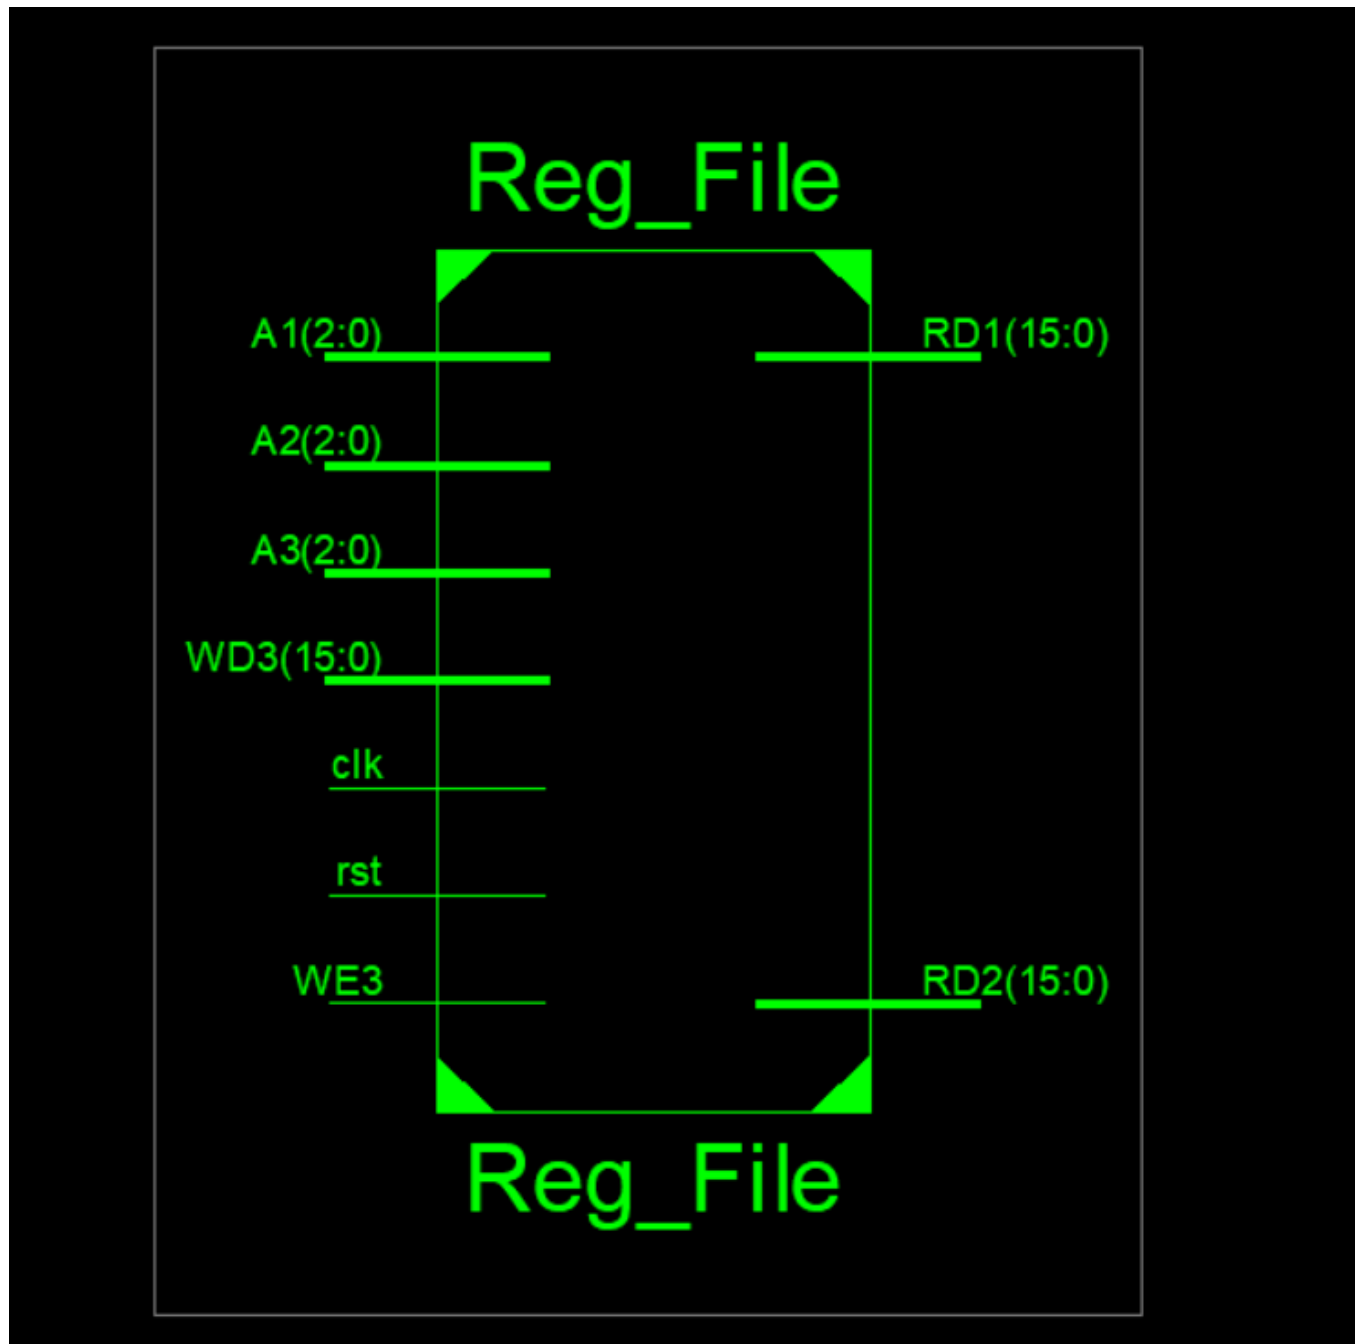 Reg_File
A1(2:0)
RD1(15:0)
A2(2:0)
A3(2:0)
WD3(15:0)
clk
rst
WE3
RD2(15:0)
Reg_File